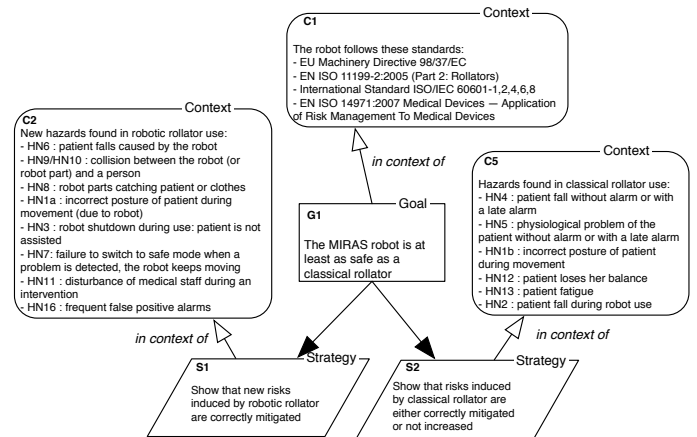 Context
C1
The robot follows these standards:
- EU Machinery Directive 98/37/EC
- EN ISO 11199-2:2005 (Part 2: Rollators)
- International Standard ISO/IEC 60601-1,2,4,6,8
- EN ISO 14971:2007 Medical Devices — Application
of Risk Management To Medical Devices
Context
C2
New hazards found in robotic rollator use:
- HN6 : patient falls caused by the robot
- HN9/HN10 : collision between the robot (or
robot part) and a person
- HN8 : robot parts catching patient or clothes
- HN1a : incorrect posture of patient during
movement (due to robot)
- HN3 : robot shutdown during use: patient is not
assisted
- HN7: failure to switch to safe mode when a
problem is detected, the robot keeps moving
- HN11 : disturbance of medical staff during an
intervention
- HN16 : frequent false positive alarms
in context of
Context
C5
Hazards found in classical rollator use:
- HN4 : patient fall without alarm or with
a late alarm
- HN5 : physiological problem of the
patient without alarm or with a late alarm
- HN1b : incorrect posture of patient
during movement
- HN12 : patient loses her balance
- HN13 : patient fatigue
- HN2 : patient fall during robot use
Goal
G1
The MIRAS robot is at
least as safe as a
classical rollator
in context of
in context of
Strategy
S1
Show that new risks
induced by robotic rollator
are correctly mitigated
Strategy
S2
Show that risks induced
by classical rollator are
either correctly mitigated
or not increased